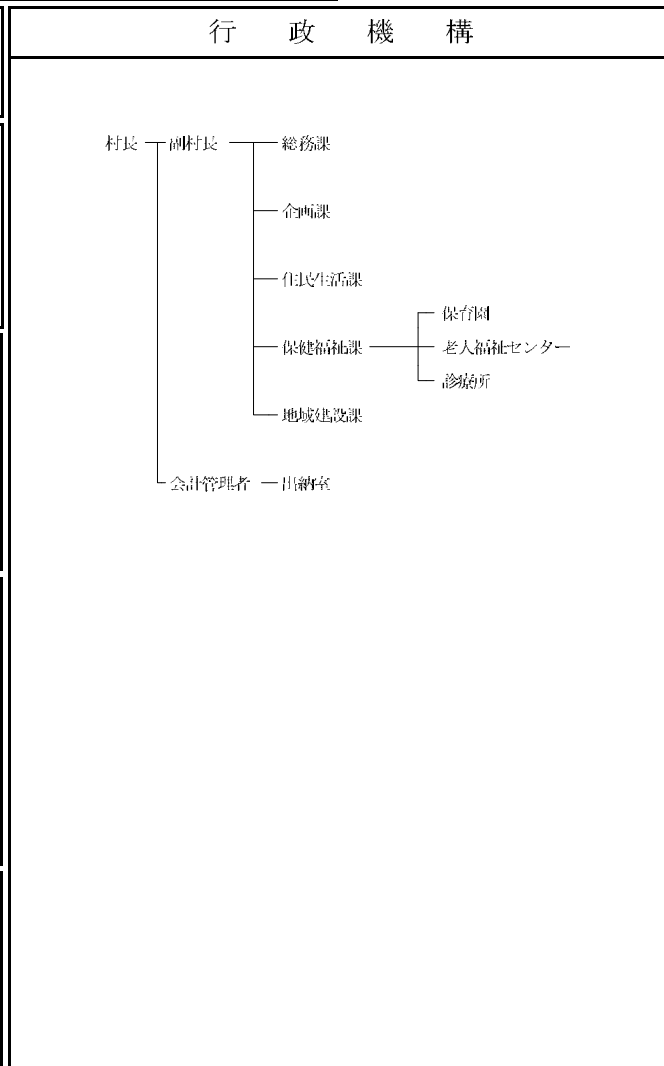 行政機構
村長 副村長 総務課
企画課
住民生活課
保育園
保健福祉課 老人福祉センター
診療所
地域建設課
会計管理者 出納室